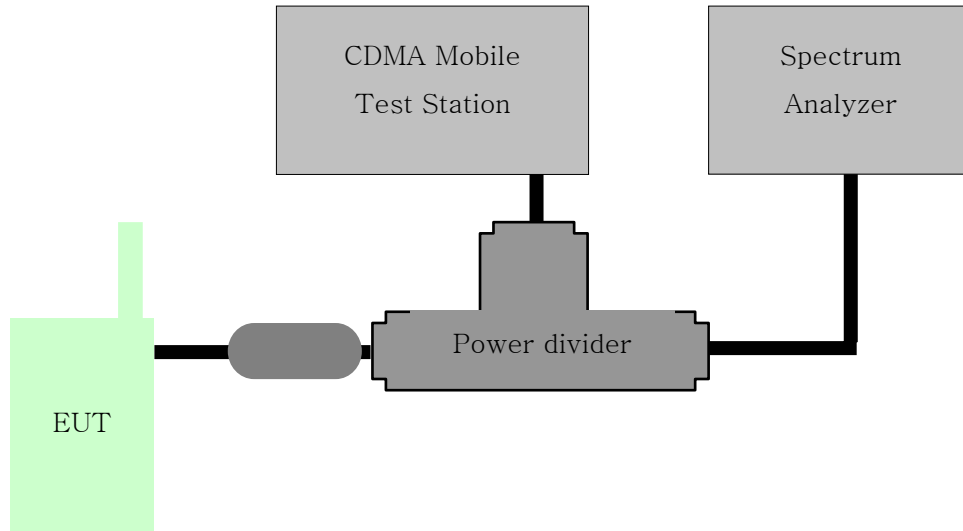 CDMA Mobile
Test Station
Spectrum
Analyzer
Power divider
EUT